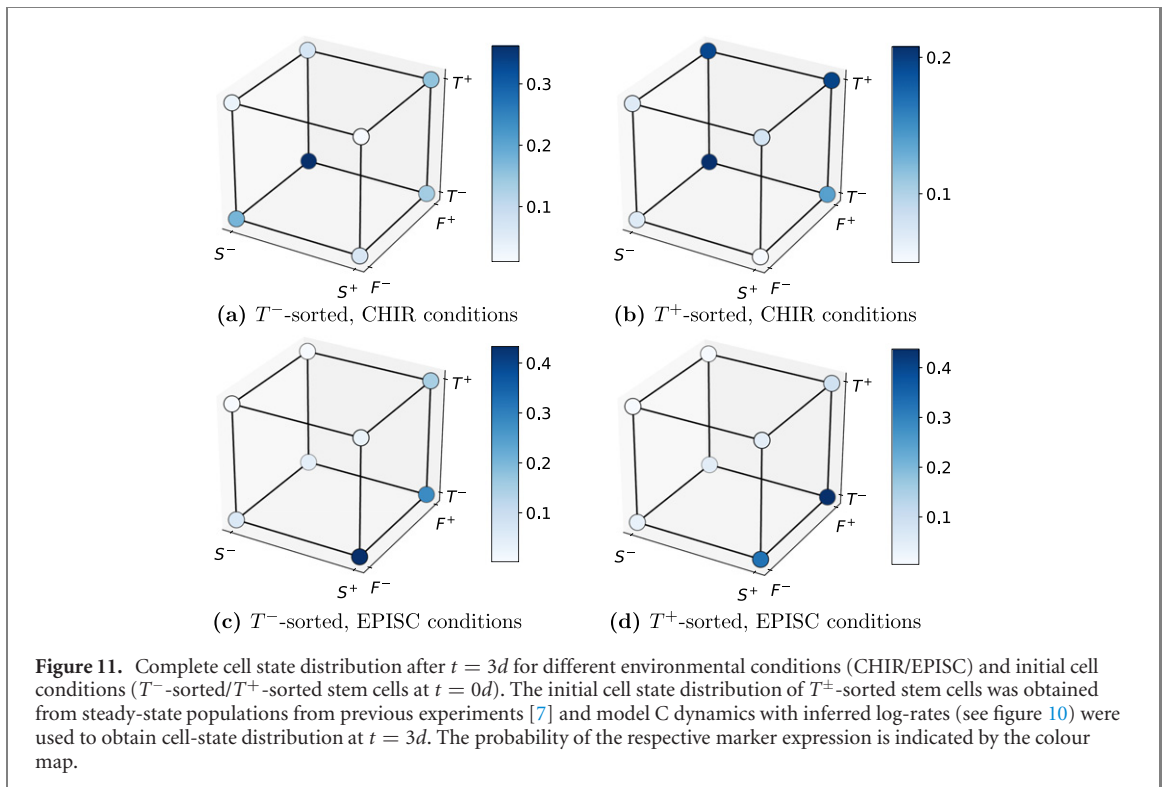 0.3
0.2
0.1
T⁺
T⁻
F⁺
S⁻
S⁺
F⁻
(a) T⁻-sorted, CHIR conditions
0.2
0.1
T⁺
T⁻
F⁺
S⁻
S⁺
F⁻
(b) T⁺-sorted, CHIR conditions
0.4
0.3
0.2
0.1
T⁺
T⁻
F⁺
S⁻
S⁺
F⁻
(c) T⁻-sorted, EPISC conditions
0.4
0.3
0.2
0.1
T⁺
T⁻
F⁺
S⁻
S⁺
F⁻
(d) T⁺-sorted, EPISC conditions
Figure 11. Complete cell state distribution after t = 3d for different environmental conditions (CHIR/EPISC) and initial cell
conditions (T⁻-sorted/T⁺-sorted stem cells at t = 0d). The initial cell state distribution of T±-sorted stem cells was obtained
from steady-state populations from previous experiments [7] and model C dynamics with inferred log-rates (see figure 10) were
used to obtain cell-state distribution at t = 3d. The probability of the respective marker expression is indicated by the colour
map.